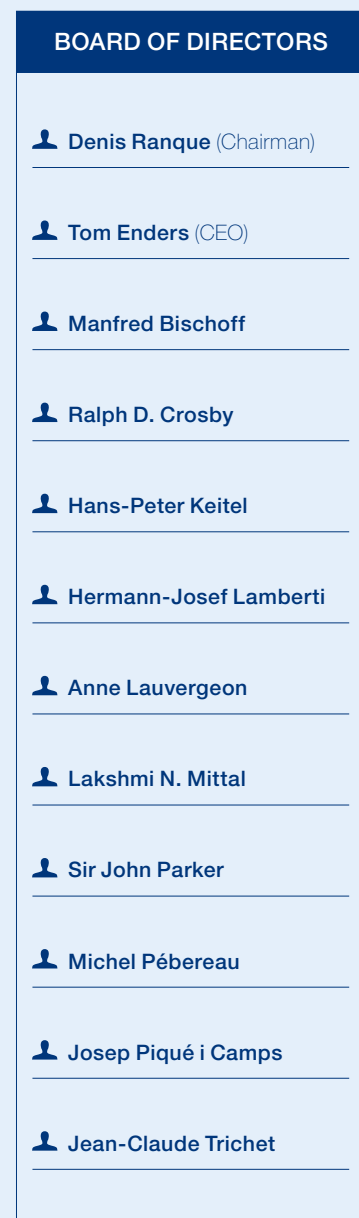 BOARD OF DIRECTORS
Denis Ranque (Chairman)
Tom Enders (CEO)
Manfred Bischoff
Ralph D. Crosby
Hans-Peter Keitel
Hermann-Josef Lamberti
Anne Lauvergeon
Lakshmi N. Mittal
Sir John Parker
Michel Pébereau
Josep Piqué i Camps
Jean-Claude Trichet